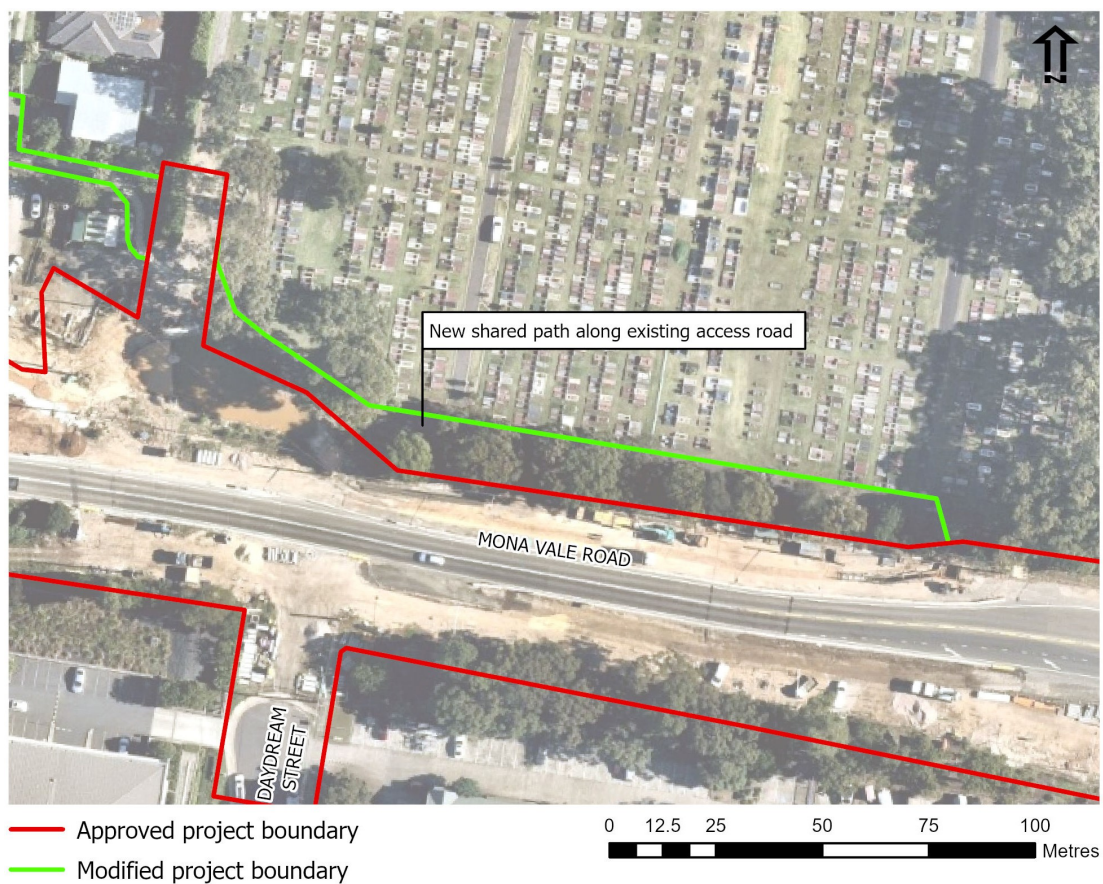 N
New shared path along existing access road
MONA VALE ROAD
DAYDREAM
STREET
Approved project boundary
Modified project boundary
0 12.5 25 50 75 100
Metres